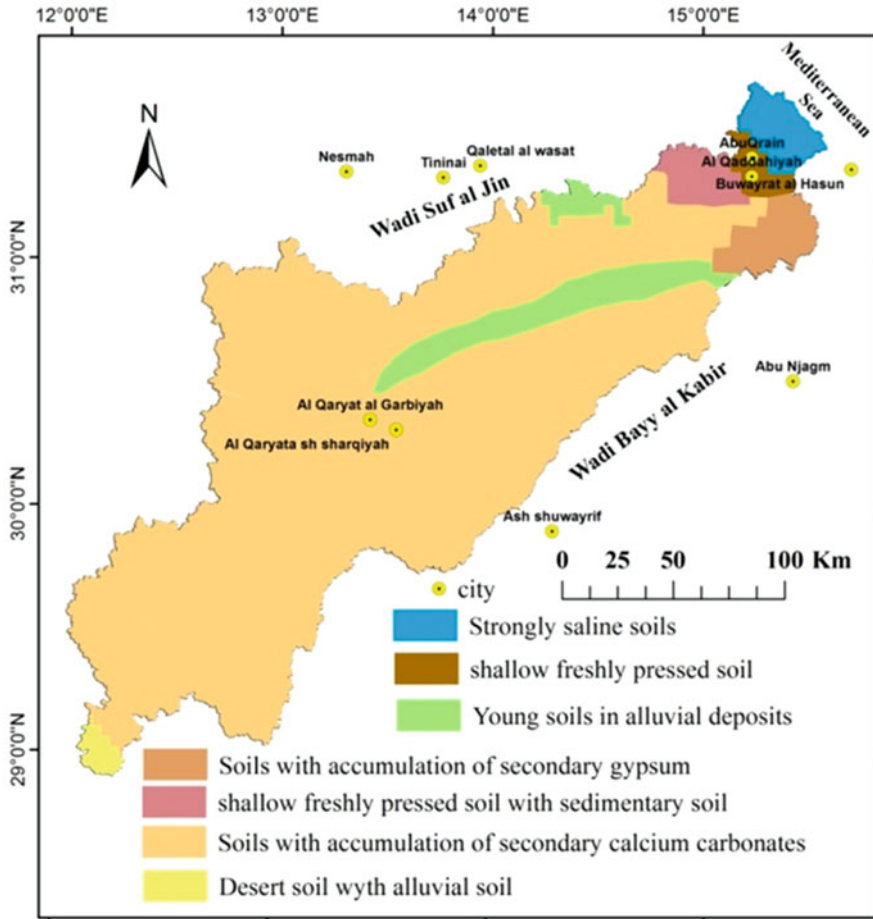 12°0'0"E
13°0'0"E
14°0'0"E
15°0'0"E
Mediterranean
Sea
N
AbuQrain
Nesmah
Tininai
Qaletal al wasat
Al Qaddahiyah
Buwayrat al Hasun
Wadi Suf al Jin
31°0'0"N
Abu Njagm
Al Qaryat al Garbiyah
Al Qaryata sh sharqiyah
Wadi Bayy al Kabir
30°0'0"N
Ash shuwayrif
0 25 50 100 Km
city
Strongly saline soils
shallow freshly pressed soil
Young soils in alluvial deposits
29°0'0"N
Soils with accumulation of secondary gypsum
shallow freshly pressed soil with sedimentary soil
Soils with accumulation of secondary calcium carbonates
Desert soil wyth alluvial soil